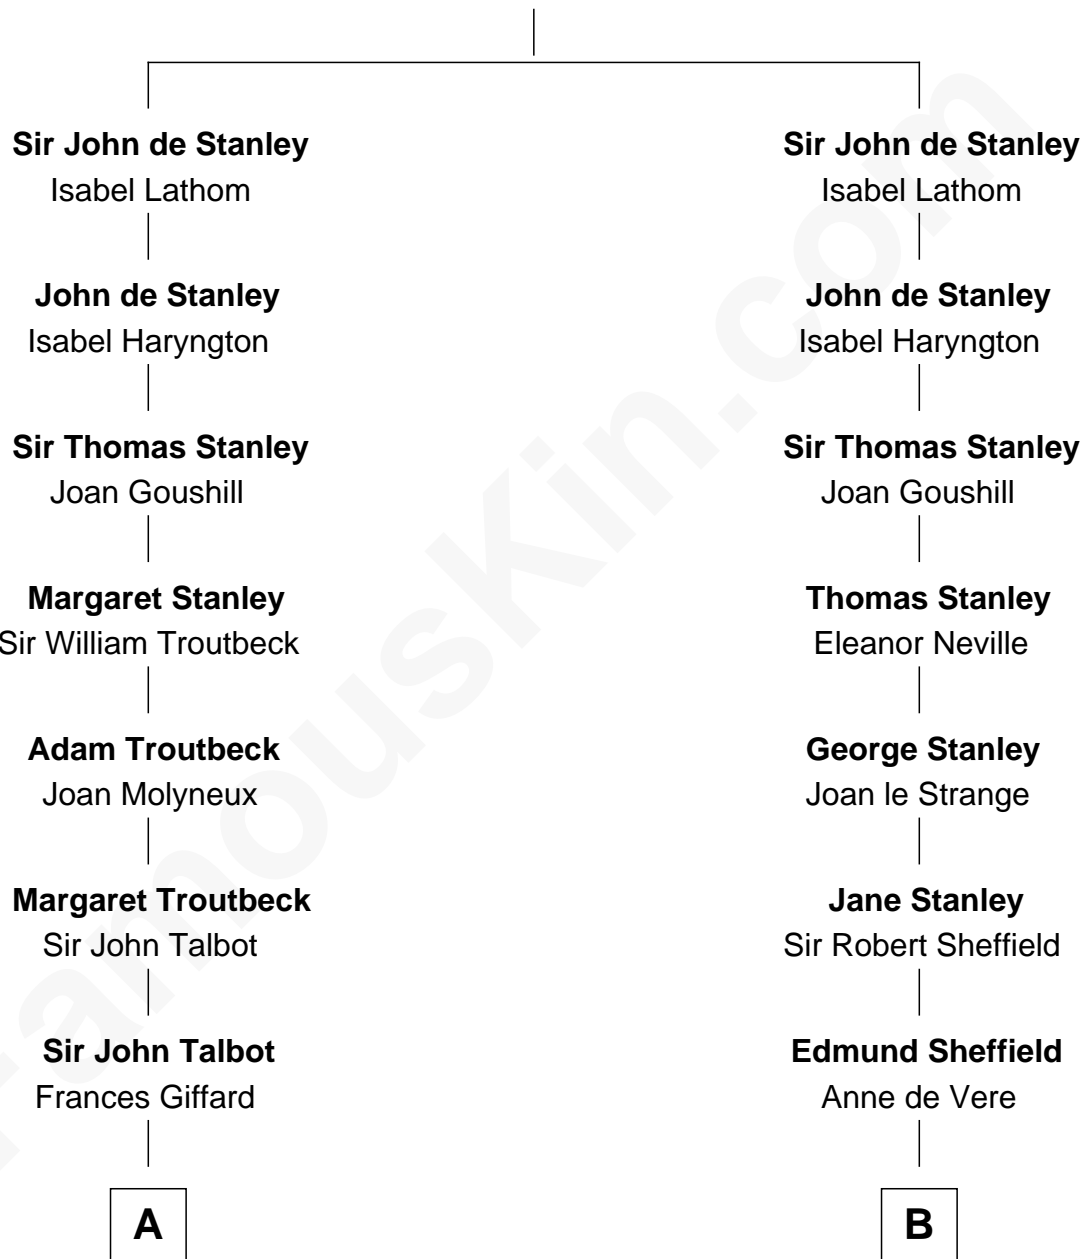 Sir John de Stanley
Isabel Lathom
John de Stanley
Isabel Haryngton
Sir Thomas Stanley
Joan Goushill
Margaret Stanley
Sir William Troutbeck
Adam Troutbeck
Joan Molyneux
Margaret Troutbeck
Sir John Talbot
Sir John Talbot
Frances Giffard
A
Sir John de Stanley
Isabel Lathom
John de Stanley
Isabel Haryngton
Sir Thomas Stanley
Joan Goushill
Thomas Stanley
Eleanor Neville
George Stanley
Joan le Strange
Jane Stanley
Sir Robert Sheffield
Edmund Sheffield
Anne de Vere
B
FamousKin.com